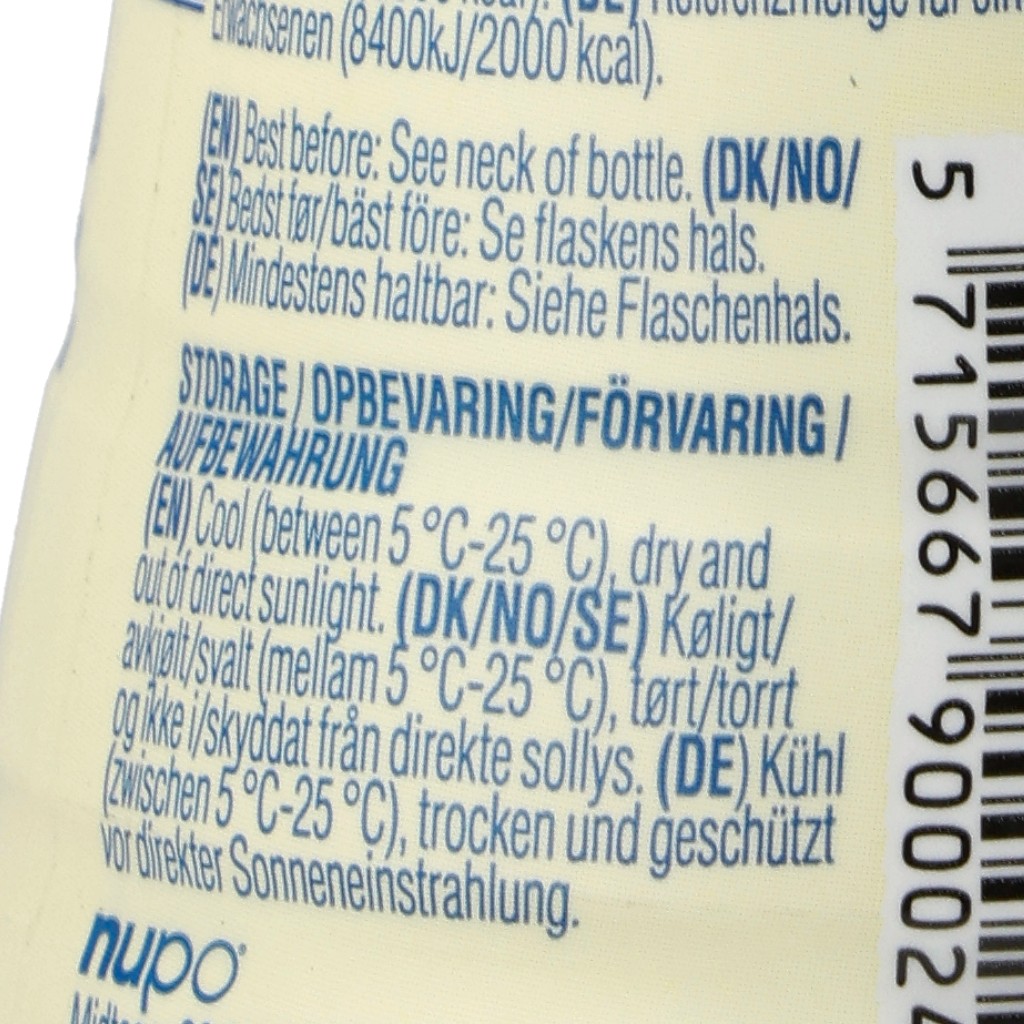 Erwachsenen (8400kJ/2000 kcal).
(EN) Best before: See neck of bottle. (DK/NO/
SE) Bedst før/bäst före: Se flaskens hals.
(DE) Mindestens haltbar: Siehe Flaschenhals.
STORAGE / OPBEVARING/FÖRVARING /
AUFBEWAHRUNG
(EN) Cool (between 5 °C-25 °C), dry and
out of direct sunlight. (DK/NO/SE) Køligt/
avkjølt/svalt (mellam 5 °C-25 °C), tørt/torrt
og ikke i/skyddat från direkte sollys. (DE) Kühl
(zwischen 5 °C-25 °C), trocken und geschützt
vor direkter Sonneneinstrahlung.
nupo
5 715667 90024